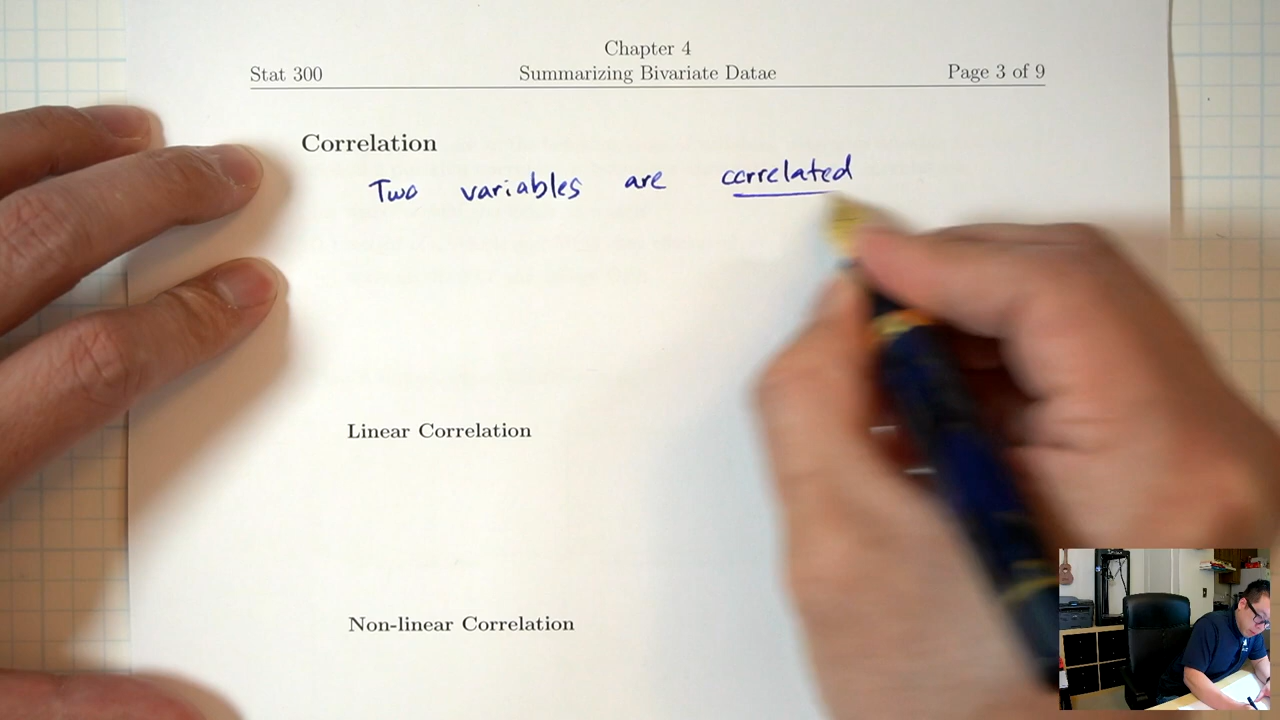 Chapter 4
Stat 300 Summarizing Bivariate Datae Page 3 of 9
Correlation
Two variables are correlated
Linear Correlation
Non-linear Correlation